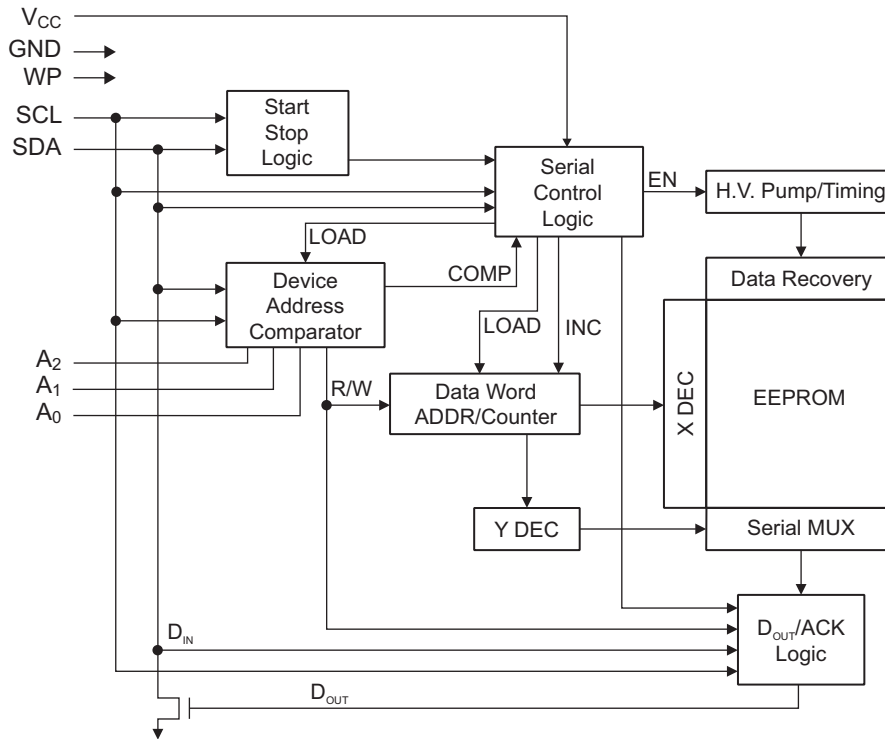 VCC
GND
WP
SCL
SDA
Start
Stop
Logic
Serial
Control
Logic
EN
H.V. Pump/Timing
LOAD
COMP
Device
Address
Comparator
LOAD
INC
Data Recovery
A2
A1
A0
R/W
Data Word
ADDR/Counter
X DEC
EEPROM
Y DEC
Serial MUX
DIN
DOUT/ACK
Logic
DOUT